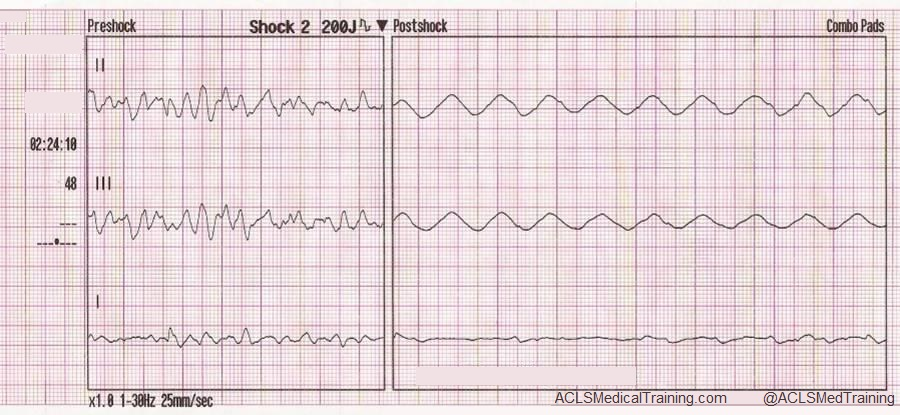 Preshock
Shock 2 200J
Postshock
Combo Pads
II
02:24:10
48
III
---
---.---
I
x1.0 1-30Hz 25mm/sec
ACLSMedicalTraining.com @ACLSMedTraining